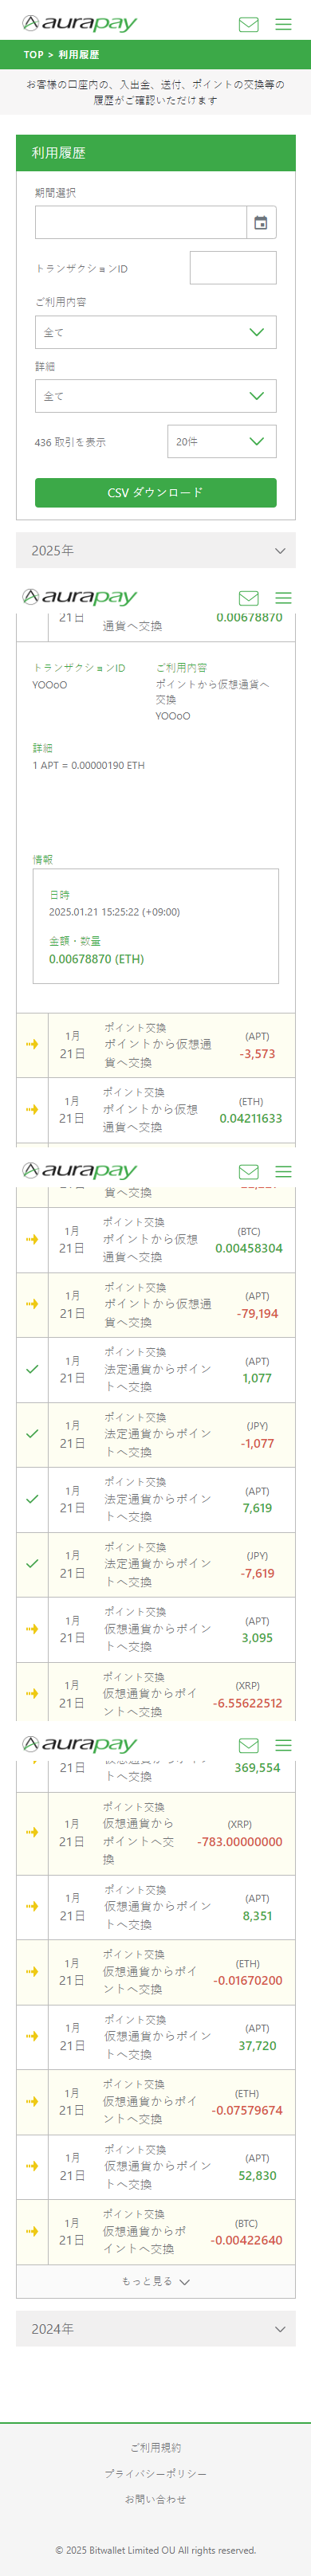 aurapay
TOP > 利用履歴
お客様の口座内の、入出金、送付、ポイントの交換等の
履歴がご確認いただけます
利用履歴
期間選択
トランザクションID
ご利用内容
全て
詳細
全て
436 取引を表示
20件
CSV ダウンロード
2025年
aurapay
21日
通貨へ交換
0.00678870
トランザクションID
ご利用内容
YOOoO
ポイントから仮想通貨へ
交換
YOOoO
詳細
1 APT = 0.00000190 ETH
情報
日時
2025.01.21 15:25:22 (+09:00)
金額・数量
0.00678870 (ETH)
1月
21日
ポイント交換
ポイントから仮想通
貨へ交換
(APT)
-3,573
1月
21日
ポイント交換
ポイントから仮想
通貨へ交換
(ETH)
0.04211633
aurapay
貨へ交換
1月
21日
ポイント交換
ポイントから仮想
通貨へ交換
(BTC)
0.00458304
1月
21日
ポイント交換
ポイントから仮想通
貨へ交換
(APT)
-79,194
1月
21日
ポイント交換
法定通貨からポイン
トへ交換
(APT)
1,077
1月
21日
ポイント交換
法定通貨からポイン
トへ交換
(JPY)
-1,077
1月
21日
ポイント交換
法定通貨からポイン
トへ交換
(APT)
7,619
1月
21日
ポイント交換
法定通貨からポイン
トへ交換
(JPY)
-7,619
1月
21日
ポイント交換
仮想通貨からポイン
トへ交換
(APT)
3,095
1月
21日
ポイント交換
仮想通貨からポイ
ントへ交換
(XRP)
-6.55622512
aurapay
21日
トへ交換
369,554
1月
21日
ポイント交換
仮想通貨から
ポイントへ交
換
(XRP)
-783.00000000
1月
21日
ポイント交換
仮想通貨からポイン
トへ交換
(APT)
8,351
1月
21日
ポイント交換
仮想通貨からポイ
ントへ交換
(ETH)
-0.01670200
1月
21日
ポイント交換
仮想通貨からポイン
トへ交換
(APT)
37,720
1月
21日
ポイント交換
仮想通貨からポイ
ントへ交換
(ETH)
-0.07579674
1月
21日
ポイント交換
仮想通貨からポイン
トへ交換
(APT)
52,830
1月
21日
ポイント交換
仮想通貨からポ
イントへ交換
(BTC)
-0.00422640
もっと見る
2024年
ご利用規約
プライバシーポリシー
お問い合わせ
© 2025 Bitwallet Limited OU All rights reserved.